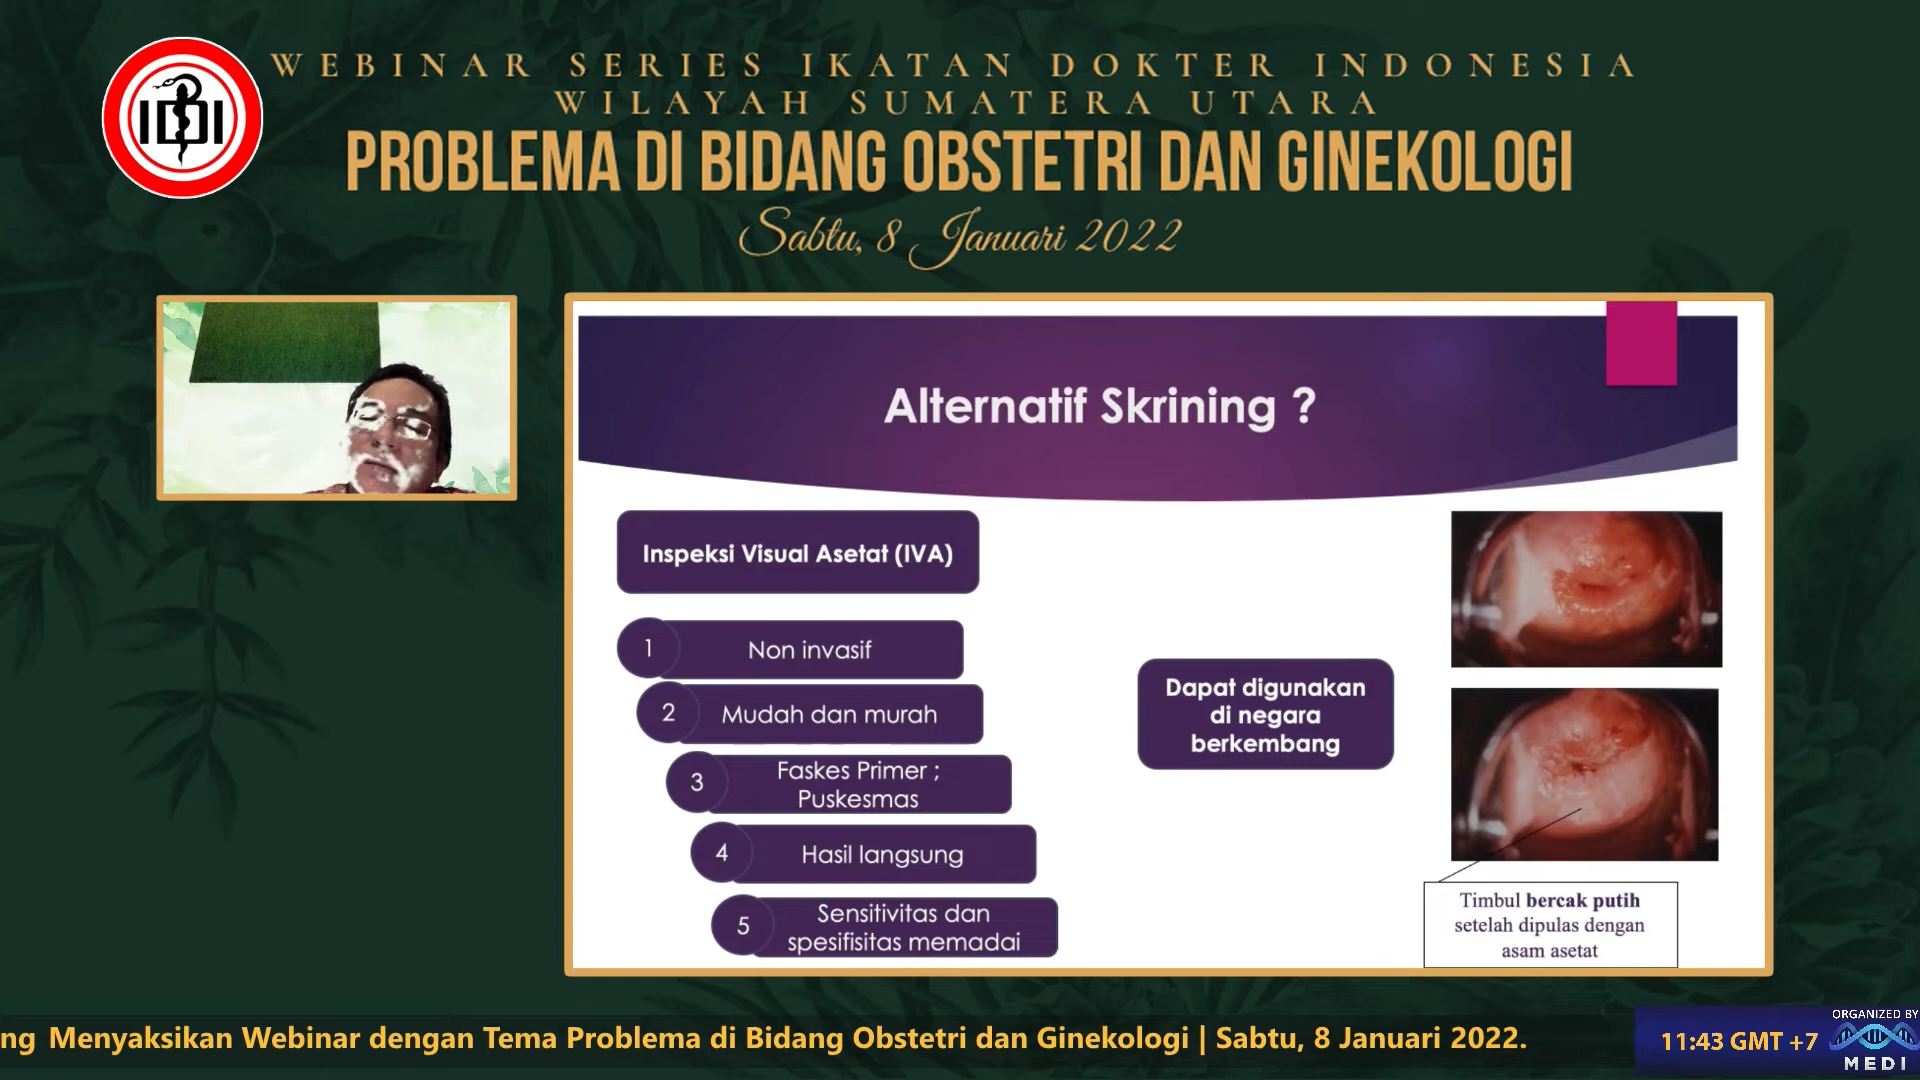 IDI
WEBINAR SERIES IKATAN DOKTER INDONESIA
WILAYAH SUMATERA UTARA
PROBLEMA DI BIDANG OBSTETRI DAN GINEKOLOGI
Sabtu, 8 Januari 2022
Alternatif Skrining ?
Inspeksi Visual Asetat (IVA)
1 Non invasif
2 Mudah dan murah
3 Faskes Primer ;
Puskesmas
4 Hasil langsung
5 Sensitivitas dan
spesifisitas memadai
Dapat digunakan
di negara
berkembang
Timbul bercak putih
setelah dipulas dengan
asam asetat
ng Menyaksikan Webinar dengan Tema Problema di Bidang Obstetri dan Ginekologi | Sabtu, 8 Januari 2022.
11:43 GMT +7
ORGANIZED BY
MEDI